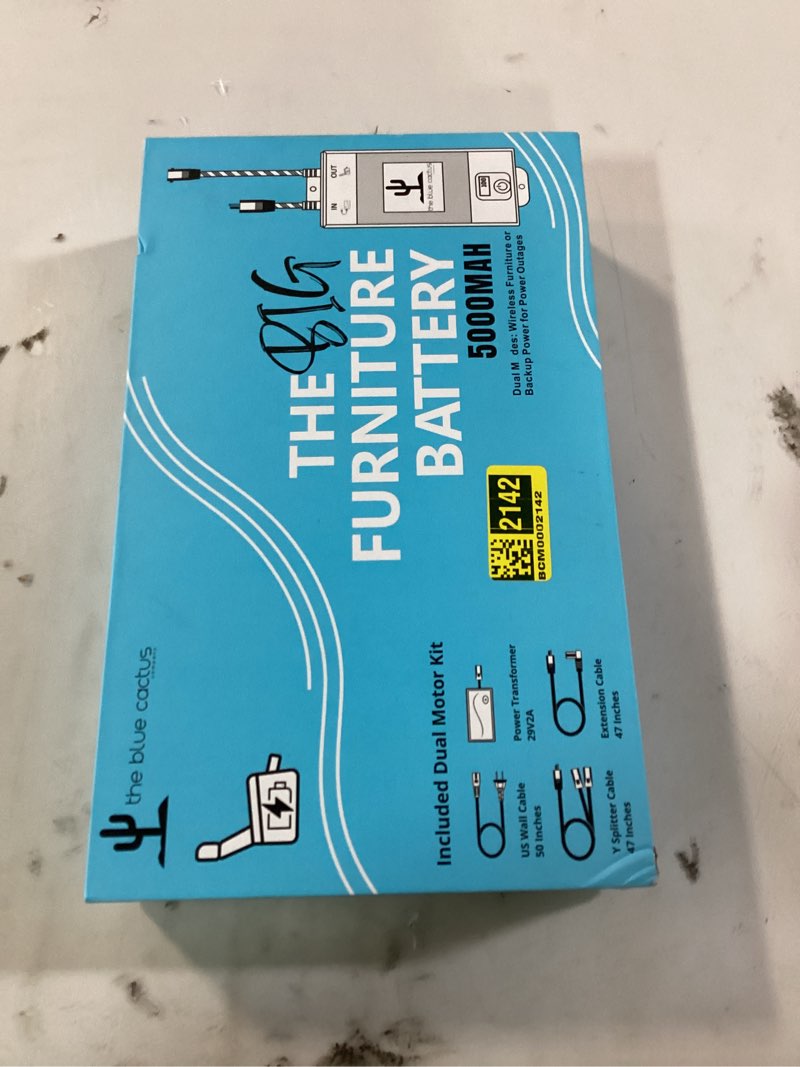 the blue cactus
THE BIG
FURNITURE
BATTERY
5000MAH
Dual M des: Wireless Furniture or
Backup Power for Power Outages
IN
OUT
the blue cactus
100
2142
BCM0002142
Included Dual Motor Kit
US Wall Cable
50 Inches
Power Transformer
29V2A
Y Splitter Cable
47 Inches
Extension Cable
47 Inches